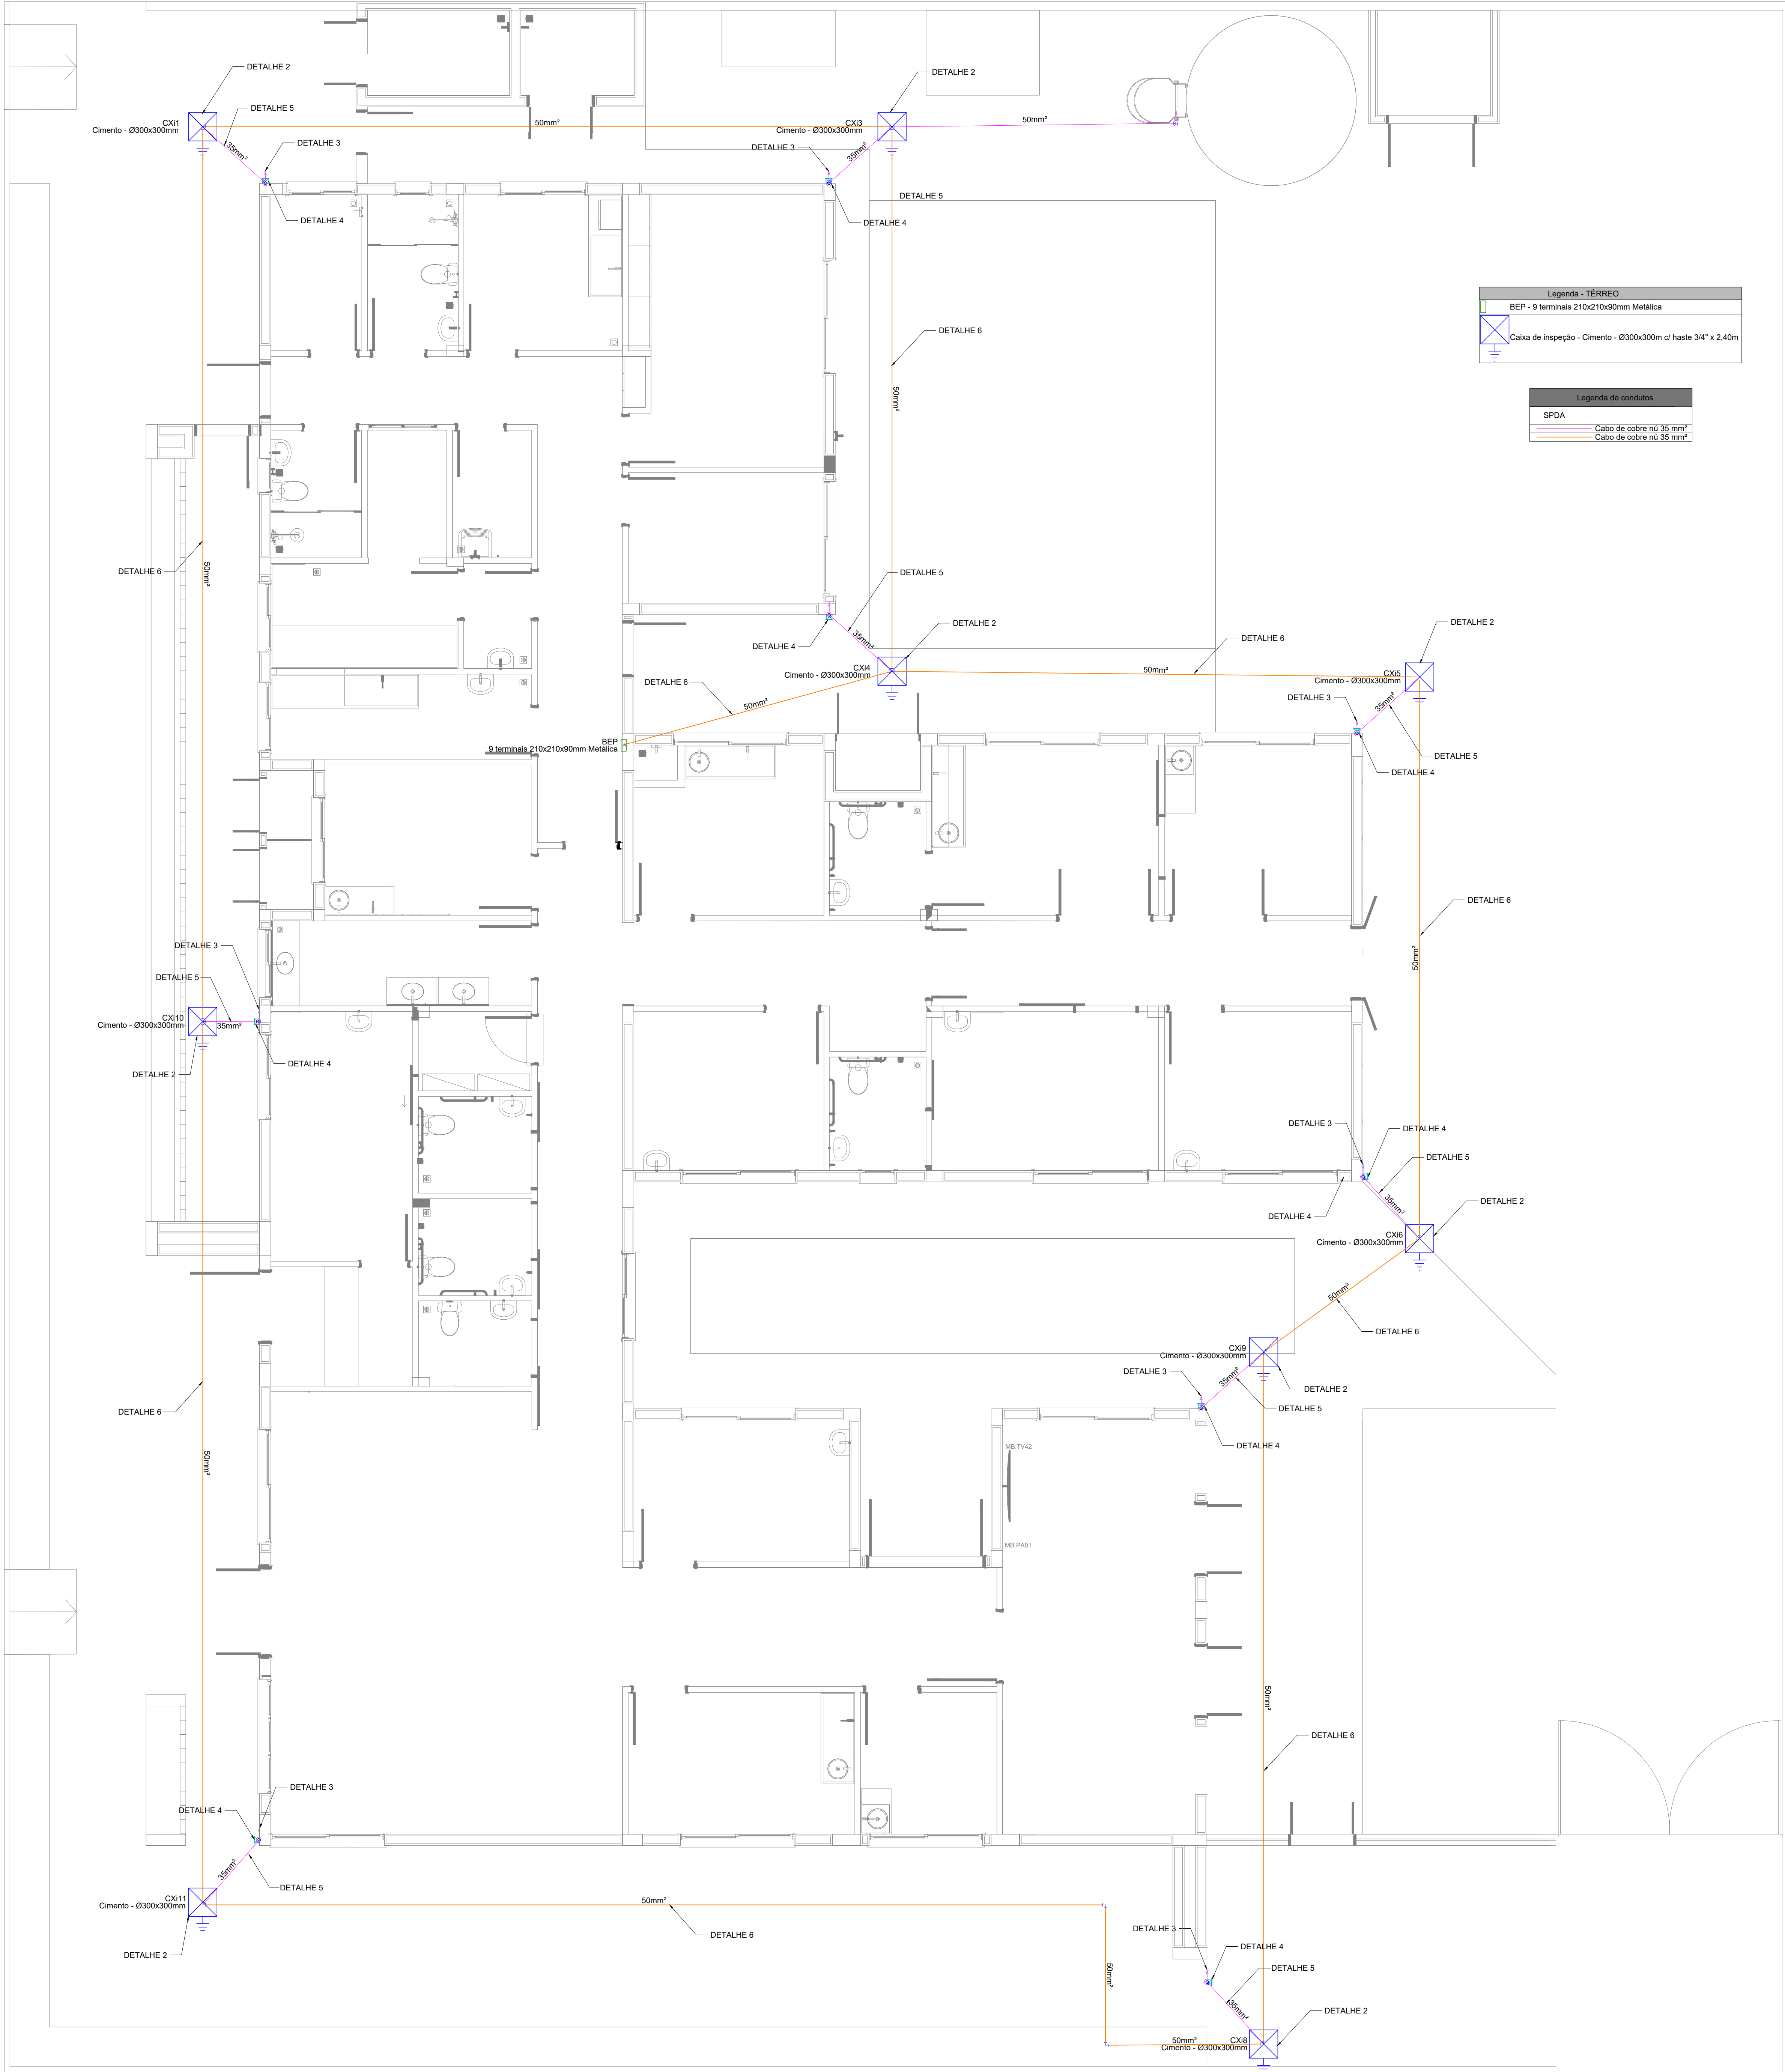 DETALHE 2
DETALHE 2
DETALHE 5
CXi1
Cimento - Ø300x300mm
50mm²
CXi3
Cimento - Ø300x300mm
50mm²
35mm²
DETALHE 3
DETALHE 3
35mm²
DETALHE 4
DETALHE 5
DETALHE 4
Legenda - TÉRREO
BEP - 9 terminais 210x210x90mm Metálica
Caixa de inspeção - Cimento - Ø300x300m c/ haste 3/4" x 2,40m
DETALHE 6
50mm²
Legenda de condutos
SPDA
Cabo de cobre nú 35 mm²
Cabo de cobre nú 35 mm²
DETALHE 6
50mm²
DETALHE 5
DETALHE 2
DETALHE 2
35mm²
DETALHE 4
DETALHE 6
CXi4
Cimento - Ø300x300mm
50mm²
CXi5
Cimento - Ø300x300mm
DETALHE 6
50mm²
DETALHE 3
35mm²
BEP
9 terminais 210x210x90mm Metálica
DETALHE 5
DETALHE 4
DETALHE 6
50mm²
DETALHE 3
DETALHE 5
CXi10
Cimento - Ø300x300mm
35mm²
DETALHE 4
DETALHE 2
DETALHE 3
DETALHE 4
DETALHE 5
35mm²
DETALHE 2
DETALHE 4
CXi6
Cimento - Ø300x300mm
50mm²
DETALHE 6
CXi9
Cimento - Ø300x300mm
DETALHE 3
35mm²
DETALHE 2
DETALHE 5
DETALHE 6
DETALHE 4
50mm²
MB.TV42
MB.PA01
50mm²
DETALHE 6
DETALHE 3
DETALHE 4
35mm²
DETALHE 5
CXi11
Cimento - Ø300x300mm
50mm²
DETALHE 6
DETALHE 2
DETALHE 3
DETALHE 4
DETALHE 5
50mm²
35mm²
DETALHE 2
50mm²
CXi8
Cimento - Ø300x300mm